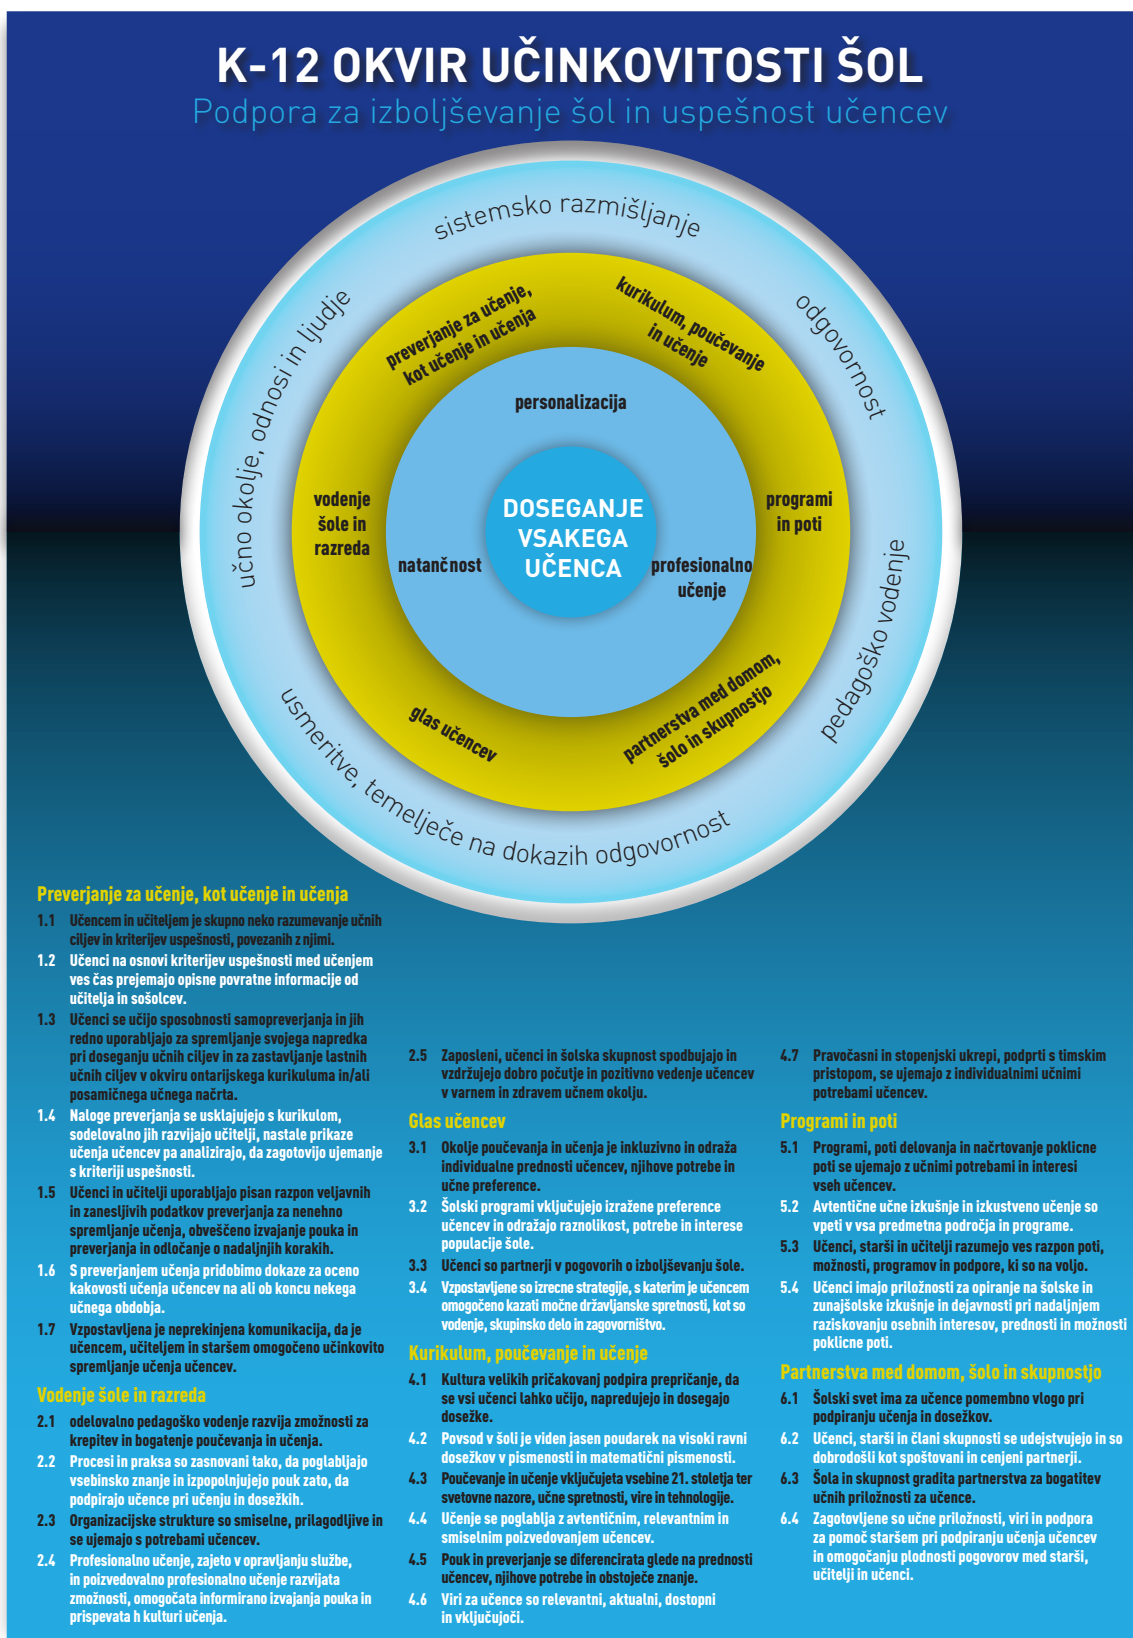 K-12 OKVIR UČINKOVITOSTI ŠOL
Podpora za izboljševanje šol in uspešnost učencev
sistemsko razmišljanje
odgovornost
pedagoško vodenje
usmeritve, temelječe na dokazih odgovornost
učno okolje, odnosi in ljudje
preverjanje za učenje,
kot učenje in učenja
kurikulum, poučevanje
in učenje
programi
in poti
partnerstva med domom,
šolo in skupnostjo
glas učencev
vodenje
šole in
razreda
personalizacija
natančnost
profesionalno
učenje
DOSEGANJE
VSAKEGA
UČENCA
Preverjanje za učenje, kot učenje in učenja
1.1 Učencem in učiteljem je skupno neko razumevanje učnih
ciljev in kriterijev uspešnosti, povezanih z njimi.
1.2 Učenci na osnovi kriterijev uspešnosti med učenjem
ves čas prejemajo opisne povratne informacije od
učitelja in sošolcev.
1.3 Učenci se učijo sposobnosti samopreverjanja in jih
redno uporabljajo za spremljanje svojega napredka
pri doseganju učnih ciljev in za zastavljanje lastnih
učnih ciljev v okviru ontarijskega kurikuluma in/ali
posamičnega učnega načrta.
1.4 Naloge preverjanja se usklajujejo s kurikulom,
sodelovalno jih razvijajo učitelji, nastale prikaze
učenja učencev pa analizirajo, da zagotovijo ujemanje
s kriteriji uspešnosti.
1.5 Učenci in učitelji uporabljajo pisan razpon veljavnih
in zanesljivih podatkov preverjanja za nenehno
spremljanje učenja, obveščeno izvajanje pouka in
preverjanja in odločanje o nadaljnjih korakih.
1.6 S preverjanjem učenja pridobimo dokaze za oceno
kakovosti učenja učencev na ali ob koncu nekega
učnega obdobja.
1.7 Vzpostavljena je neprekinjena komunikacija, da je
učencem, učiteljem in staršem omogočeno učinkovito
spremljanje učenja učencev.
Vodenje šole in razreda
2.1 odelovalno pedagoško vodenje razvija zmožnosti za
krepitev in bogatenje poučevanja in učenja.
2.2 Procesi in praksa so zasnovani tako, da poglabljajo
vsebinsko znanje in izpopolnjujejo pouk zato, da
podpirajo učence pri učenju in dosežkih.
2.3 Organizacijske strukture so smiselne, prilagodljive in
se ujemajo s potrebami učencev.
2.4 Profesionalno učenje, zajeto v opravljanju službe,
in poizvedovalno profesionalno učenje razvijata
zmožnosti, omogočata informirano izvajanja pouka in
prispevata h kulturi učenja.
2.5 Zaposleni, učenci in šolska skupnost spodbujajo in
vzdržujejo dobro počutje in pozitivno vedenje učencev
v varnem in zdravem učnem okolju.
Glas učencev
3.1 Okolje poučevanja in učenja je inkluzivno in odraža
individualne prednosti učencev, njihove potrebe in
učne preference.
3.2 Šolski programi vključujejo izražene preference
učencev in odražajo raznolikost, potrebe in interese
populacije šole.
3.3 Učenci so partnerji v pogovorih o izboljševanju šole.
3.4 Vzpostavljene so izrecne strategije, s katerim je učencem
omogočeno kazati močne državljanske spretnosti, kot so
vodenje, skupinsko delo in zagovorništvo.
Kurikulum, poučevanje in učenje
4.1 Kultura velikih pričakovanj podpira prepričanje, da
se vsi učenci lahko učijo, napredujejo in dosegajo
dosežke.
4.2 Povsod v šoli je viden jasen poudarek na visoki ravni
dosežkov v pismenosti in matematični pismenosti.
4.3 Poučevanje in učenje vključujeta vsebine 21. stoletja ter
svetovne nazore, učne spretnosti, vire in tehnologije.
4.4 Učenje se poglablja z avtentičnim, relevantnim in
smiselnim poizvedovanjem učencev.
4.5 Pouk in preverjanje se diferencirata glede na prednosti
učencev, njihove potrebe in obstoječe znanje.
4.6 Viri za učence so relevantni, aktualni, dostopni
in vključujoči.
4.7 Pravočasni in stopenjski ukrepi, podprti s timskim
pristopom, se ujemajo z individualnimi učnimi
potrebami učencev.
Programi in poti
5.1 Programi, poti delovanja in načrtovanje poklicne
poti se ujemajo z učnimi potrebami in interesi
vseh učencev.
5.2 Avtentične učne izkušnje in izkustveno učenje so
vpeti v vsa predmetna področja in programe.
5.3 Učenci, starši in učitelji razumejo ves razpon poti,
možnosti, programov in podpore, ki so na voljo.
5.4 Učenci imajo priložnosti za opiranje na šolske in
zunajšolske izkušnje in dejavnosti pri nadaljnjem
raziskovanju osebnih interesov, prednosti in možnosti
poklicne poti.
Partnerstva med domom, šolo in skupnostjo
6.1 Šolski svet ima za učence pomembno vlogo pri
podpiranju učenja in dosežkov.
6.2 Učenci, starši in člani skupnosti se udejstvujejo in so
dobrodošli kot spoštovani in cenjeni partnerji.
6.3 Šola in skupnost gradita partnerstva za bogatitev
učnih priložnosti za učence.
6.4 Zagotovljene so učne priložnosti, viri in podpora
za pomoč staršem pri podpiranju učenja učencev
in omogočanju plodnosti pogovorov med starši,
učitelji in učenci.